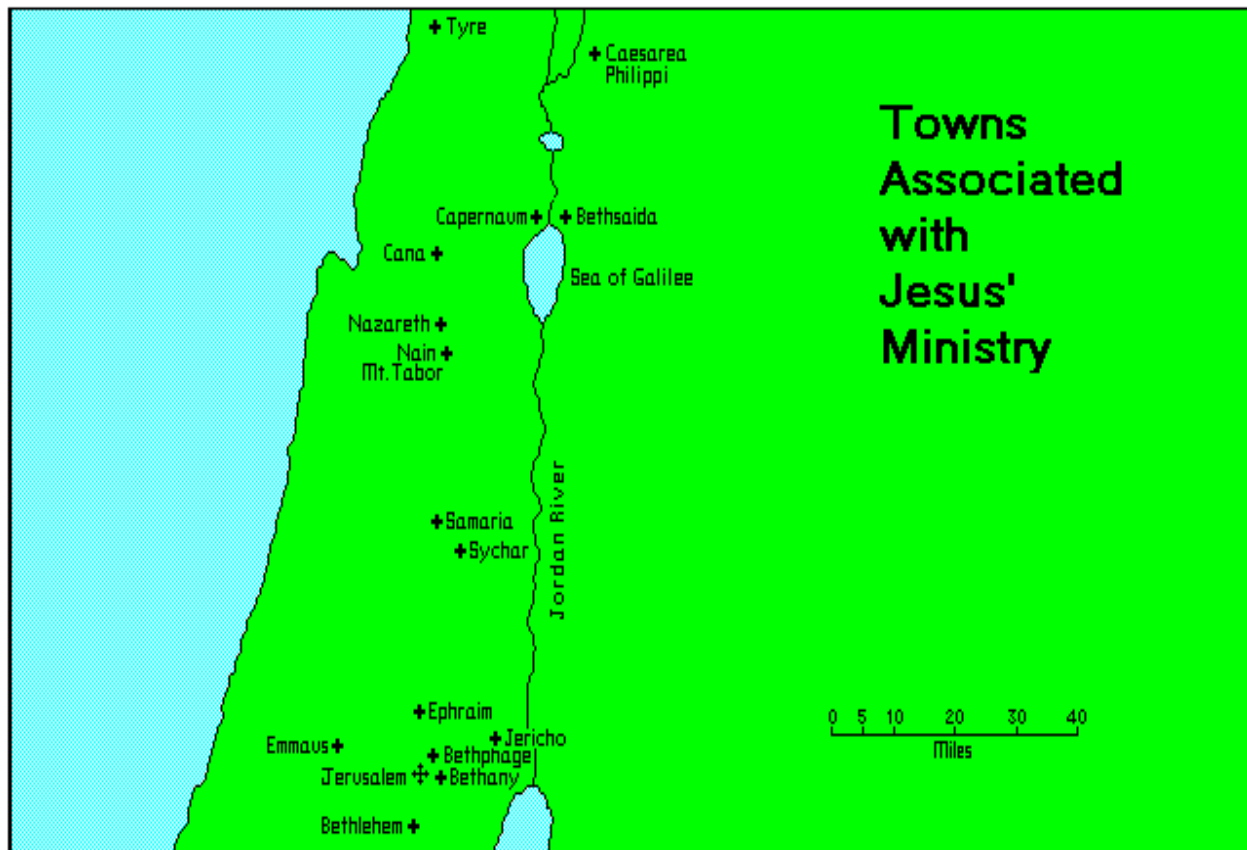 Tyre
Caesarea
Philippi
Towns
Associated
with
Jesus'
Ministry
Capernaum
Bethsaida
Cana
Sea of Galilee
Nazareth
Nain
Mt. Tabor
Jordan River
Samaria
Sychar
Ephraim
0 5 10 20 30 40
Miles
Jericho
Emmaus
Bethphage
Jerusalem
Bethany
Bethlehem